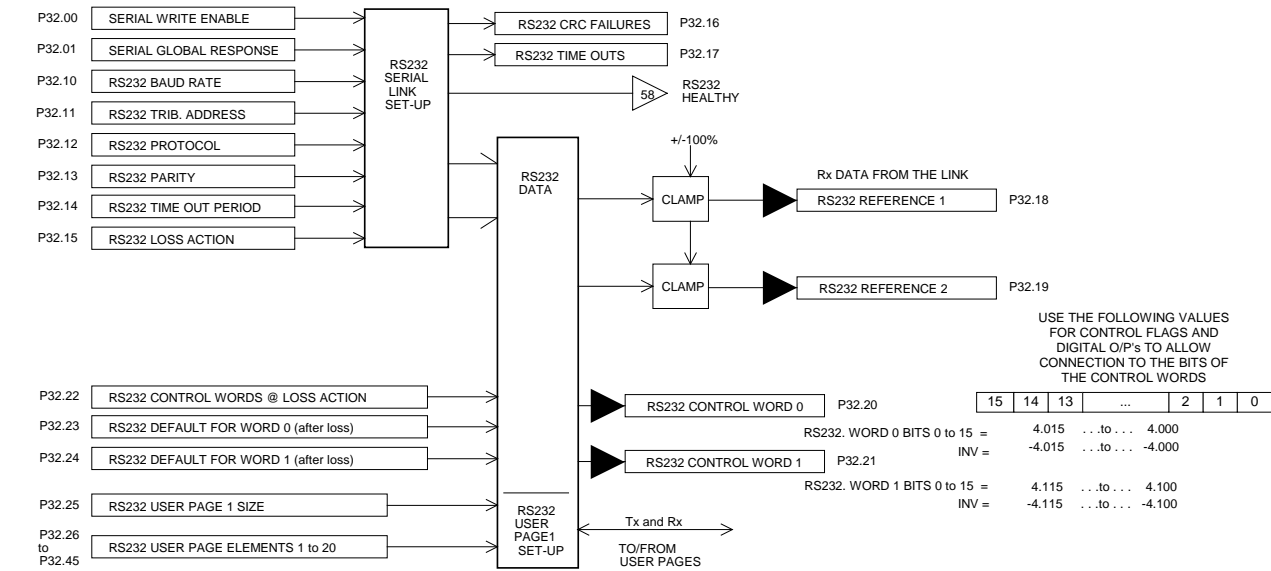 P32.00 SERIAL WRITE ENABLE
P32.01 SERIAL GLOBAL RESPONSE
P32.10 RS232 BAUD RATE
P32.11 RS232 TRIB. ADDRESS
P32.12 RS232 PROTOCOL
P32.13 RS232 PARITY
P32.14 RS232 TIME OUT PERIOD
P32.15 RS232 LOSS ACTION
RS232
SERIAL
LINK
SET-UP
RS232 CRC FAILURES P32.16
RS232 TIME OUTS P32.17
58
RS232
HEALTHY
RS232
DATA
+/-100%
CLAMP
Rx DATA FROM THE LINK
RS232 REFERENCE 1 P32.18
CLAMP
RS232 REFERENCE 2 P32.19
USE THE FOLLOWING VALUES
FOR CONTROL FLAGS AND
DIGITAL O/P's TO ALLOW
CONNECTION TO THE BITS OF
THE CONTROL WORDS
15 14 13 ... 2 1 0
P32.22 RS232 CONTROL WORDS @ LOSS ACTION
P32.23 RS232 DEFAULT FOR WORD 0 (after loss)
P32.24 RS232 DEFAULT FOR WORD 1 (after loss)
RS232 CONTROL WORD 0 P32.20
RS232 CONTROL WORD 1 P32.21
RS232. WORD 0 BITS 0 to 15 = 4.015 . . .to . . . 4.000
INV = -4.015 . . .to . . . -4.000
RS232. WORD 1 BITS 0 to 15 = 4.115 . . .to . . . 4.100
INV = -4.115 . . .to . . . -4.100
P32.25 RS232 USER PAGE 1 SIZE
P32.26
to
P32.45
RS232 USER PAGE ELEMENTS 1 to 20
RS232
USER
PAGE1
SET-UP
Tx and Rx
TO/FROM
USER PAGES